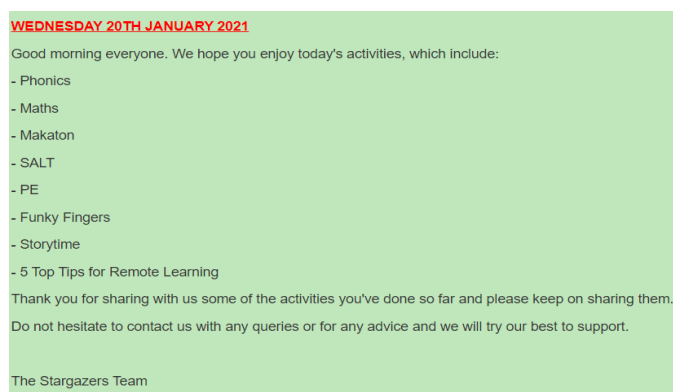 WEDNESDAY 20TH JANUARY 2021
Good morning everyone. We hope you enjoy today's activities, which include:
- Phonics
- Maths
- Makaton
- SALT
- PE
- Funky Fingers
- Storytime
- 5 Top Tips for Remote Learning
Thank you for sharing with us some of the activities you've done so far and please keep on sharing them.
Do not hesitate to contact us with any queries or for any advice and we will try our best to support.
The Stargazers Team